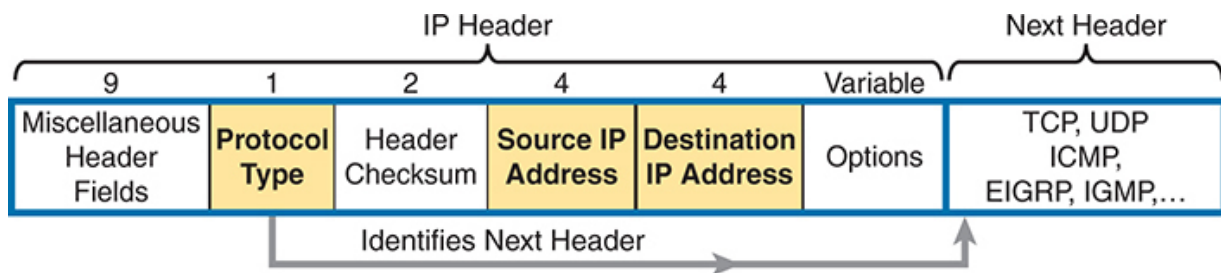 IP Header
Next Header
9
1
2
4
4
Variable
Miscellaneous
Header
Fields
Protocol
Type
Header
Checksum
Source IP
Address
Destination
IP Address
Options
TCP, UDP
ICMP,
EIGRP, IGMP,...
Identifies Next Header